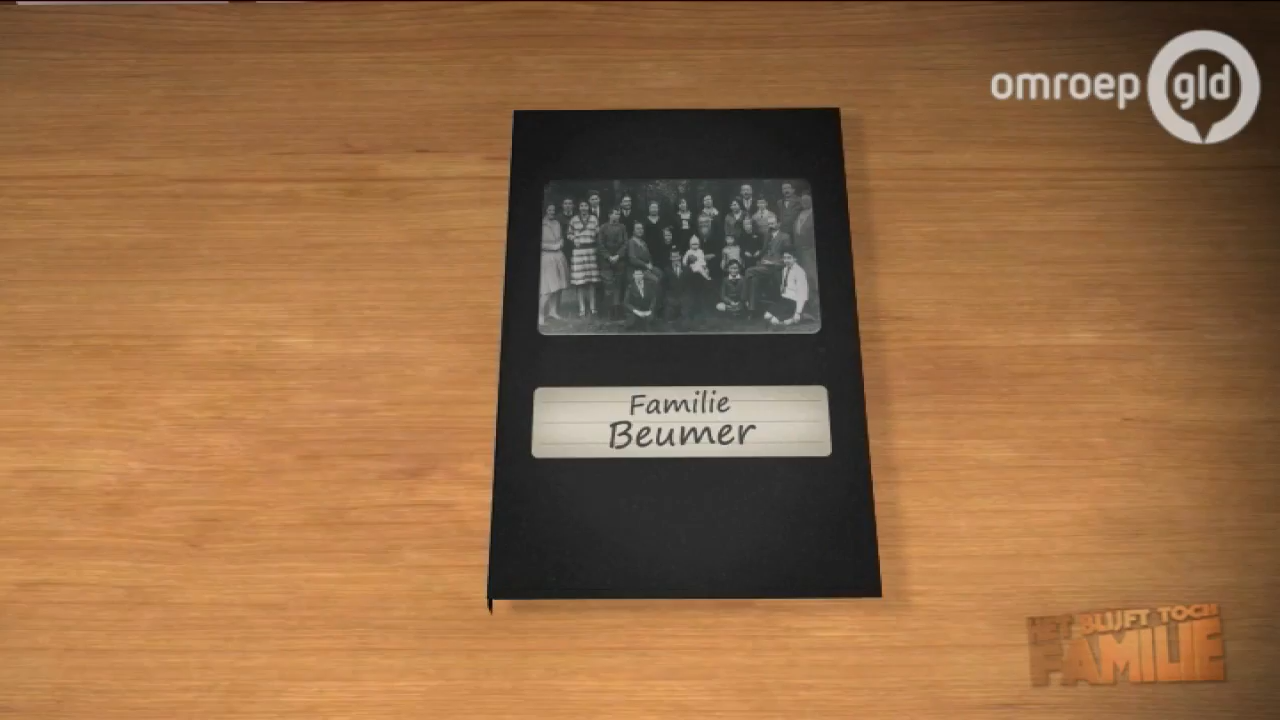 omroep gld
Familie
Beumer
HET BLIJFT TOCH
FAMILIE